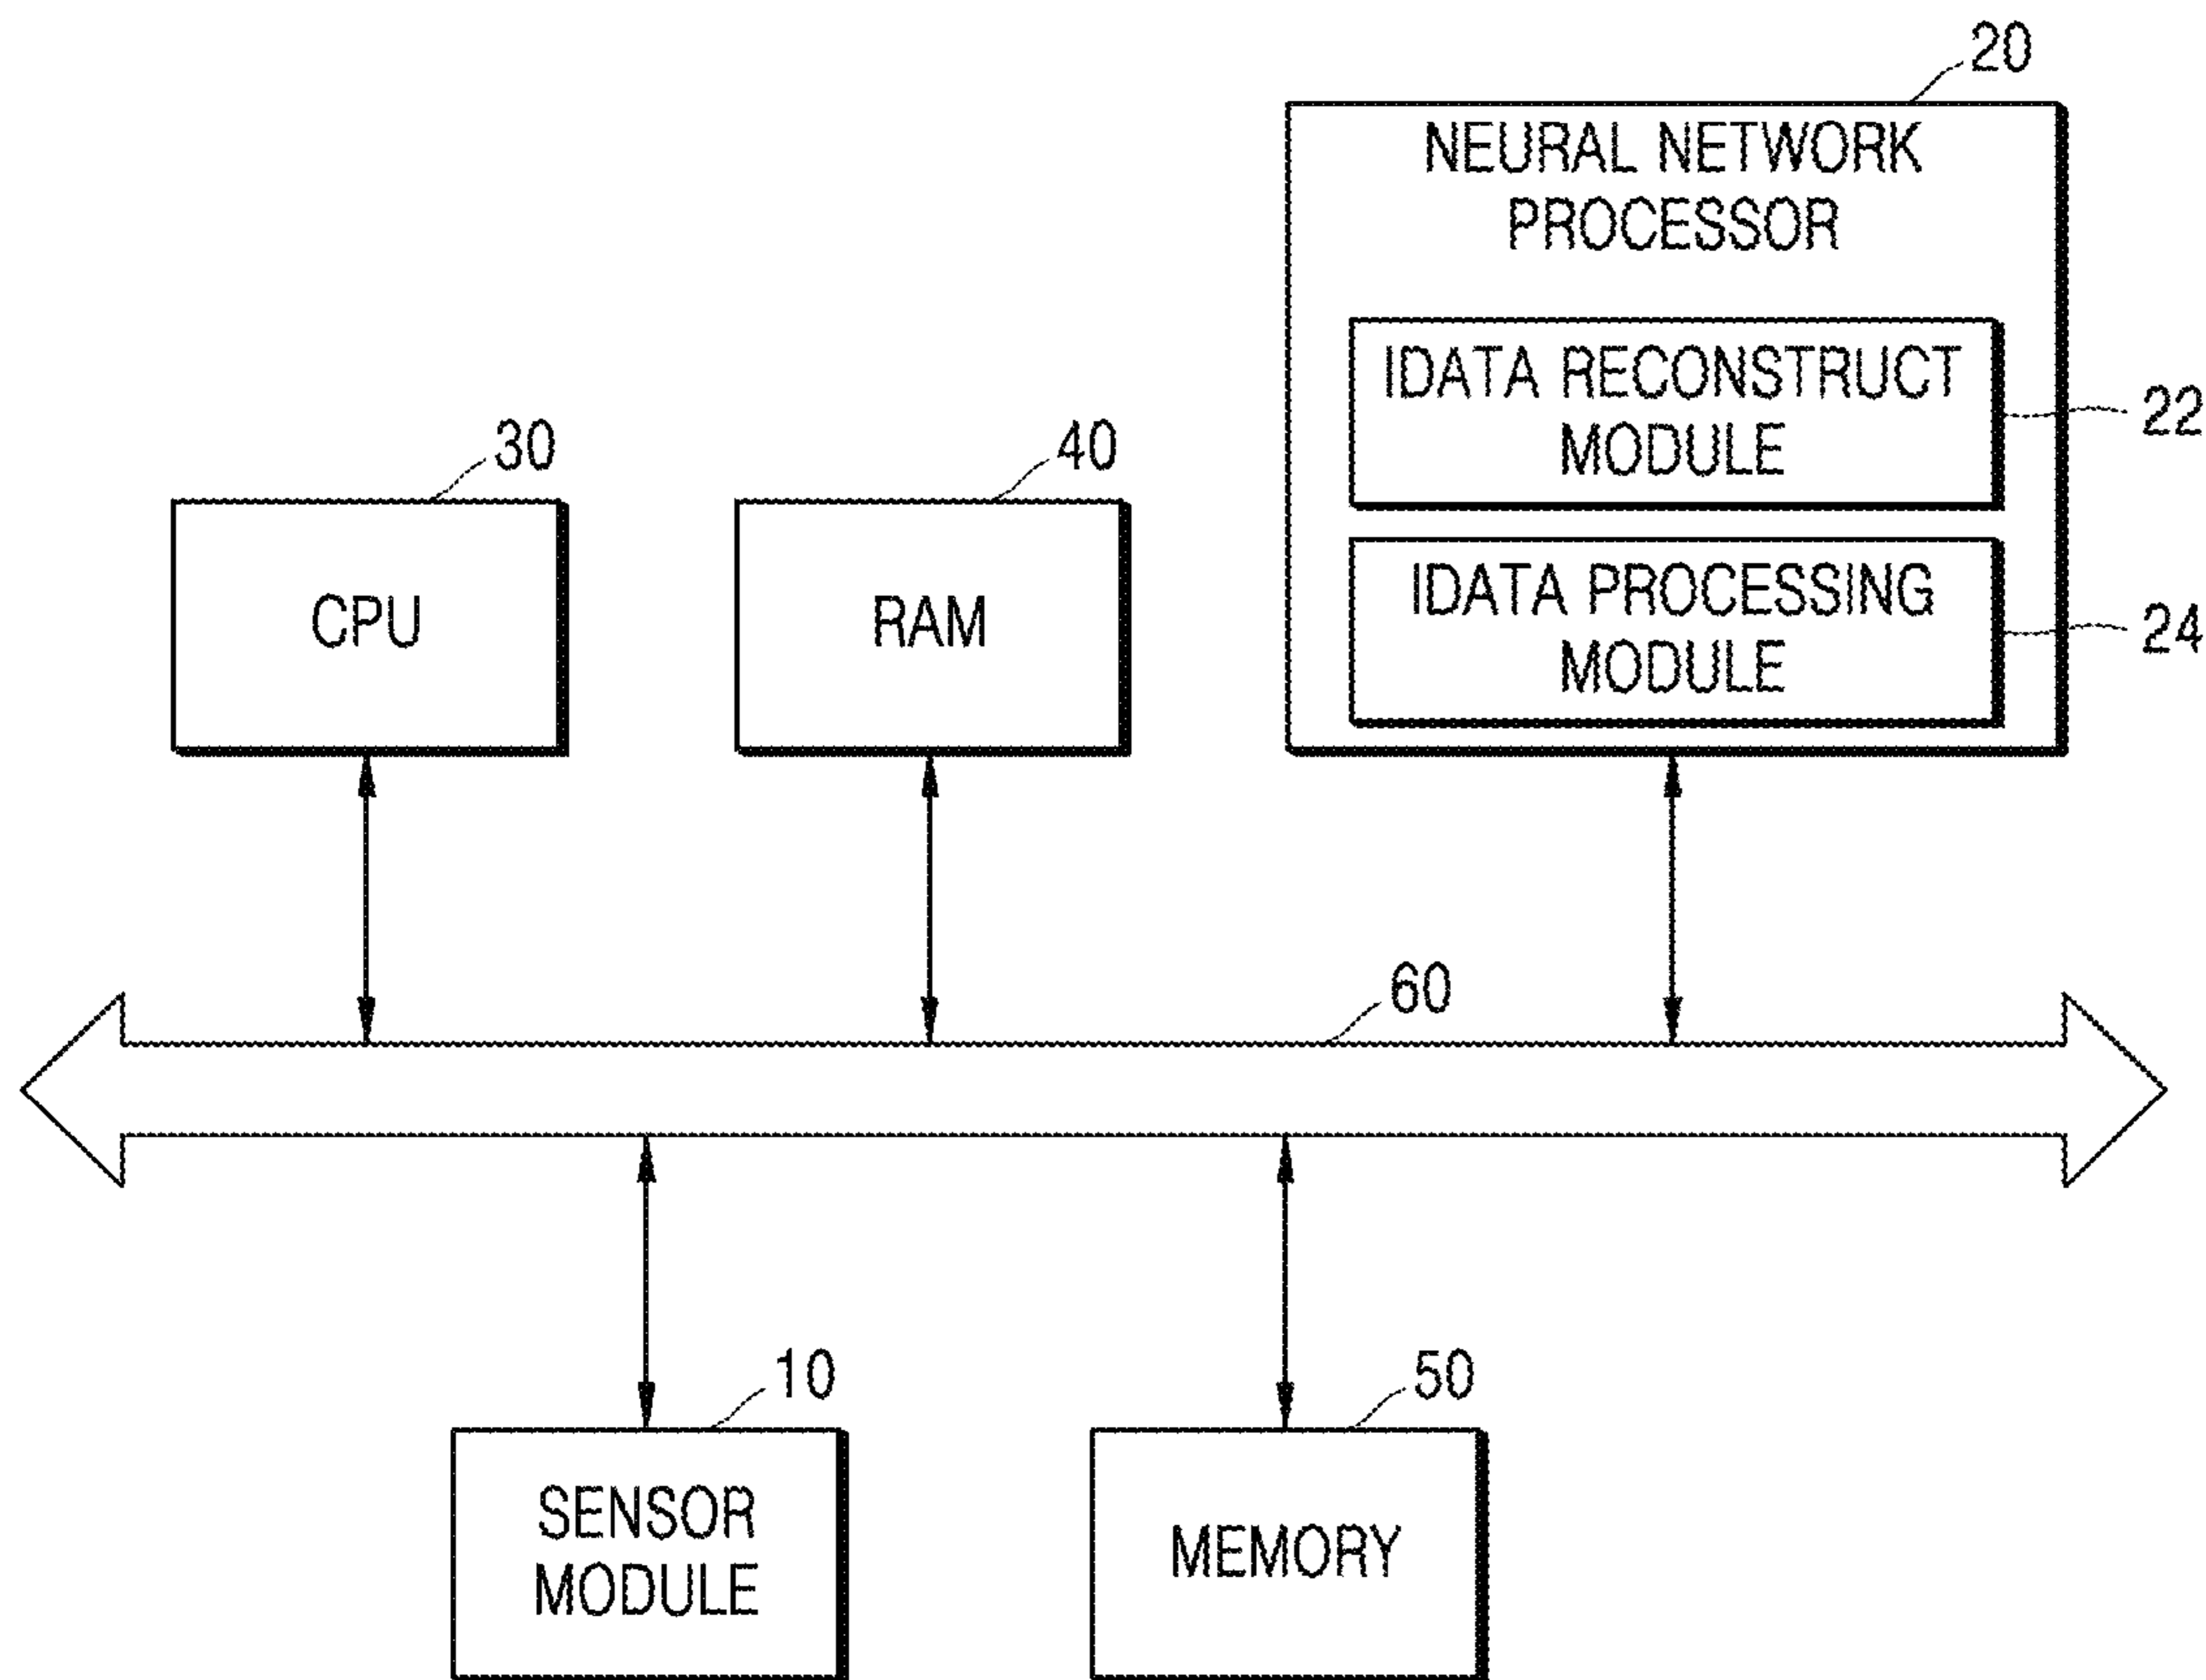 20
NEURAL NETWORK
PROCESSOR
IDATA RECONSTRUCT
MODULE
22
30
40
CPU
RAM
IDATA PROCESSING
MODULE
24
60
10
50
SENSOR
MODULE
MEMORY